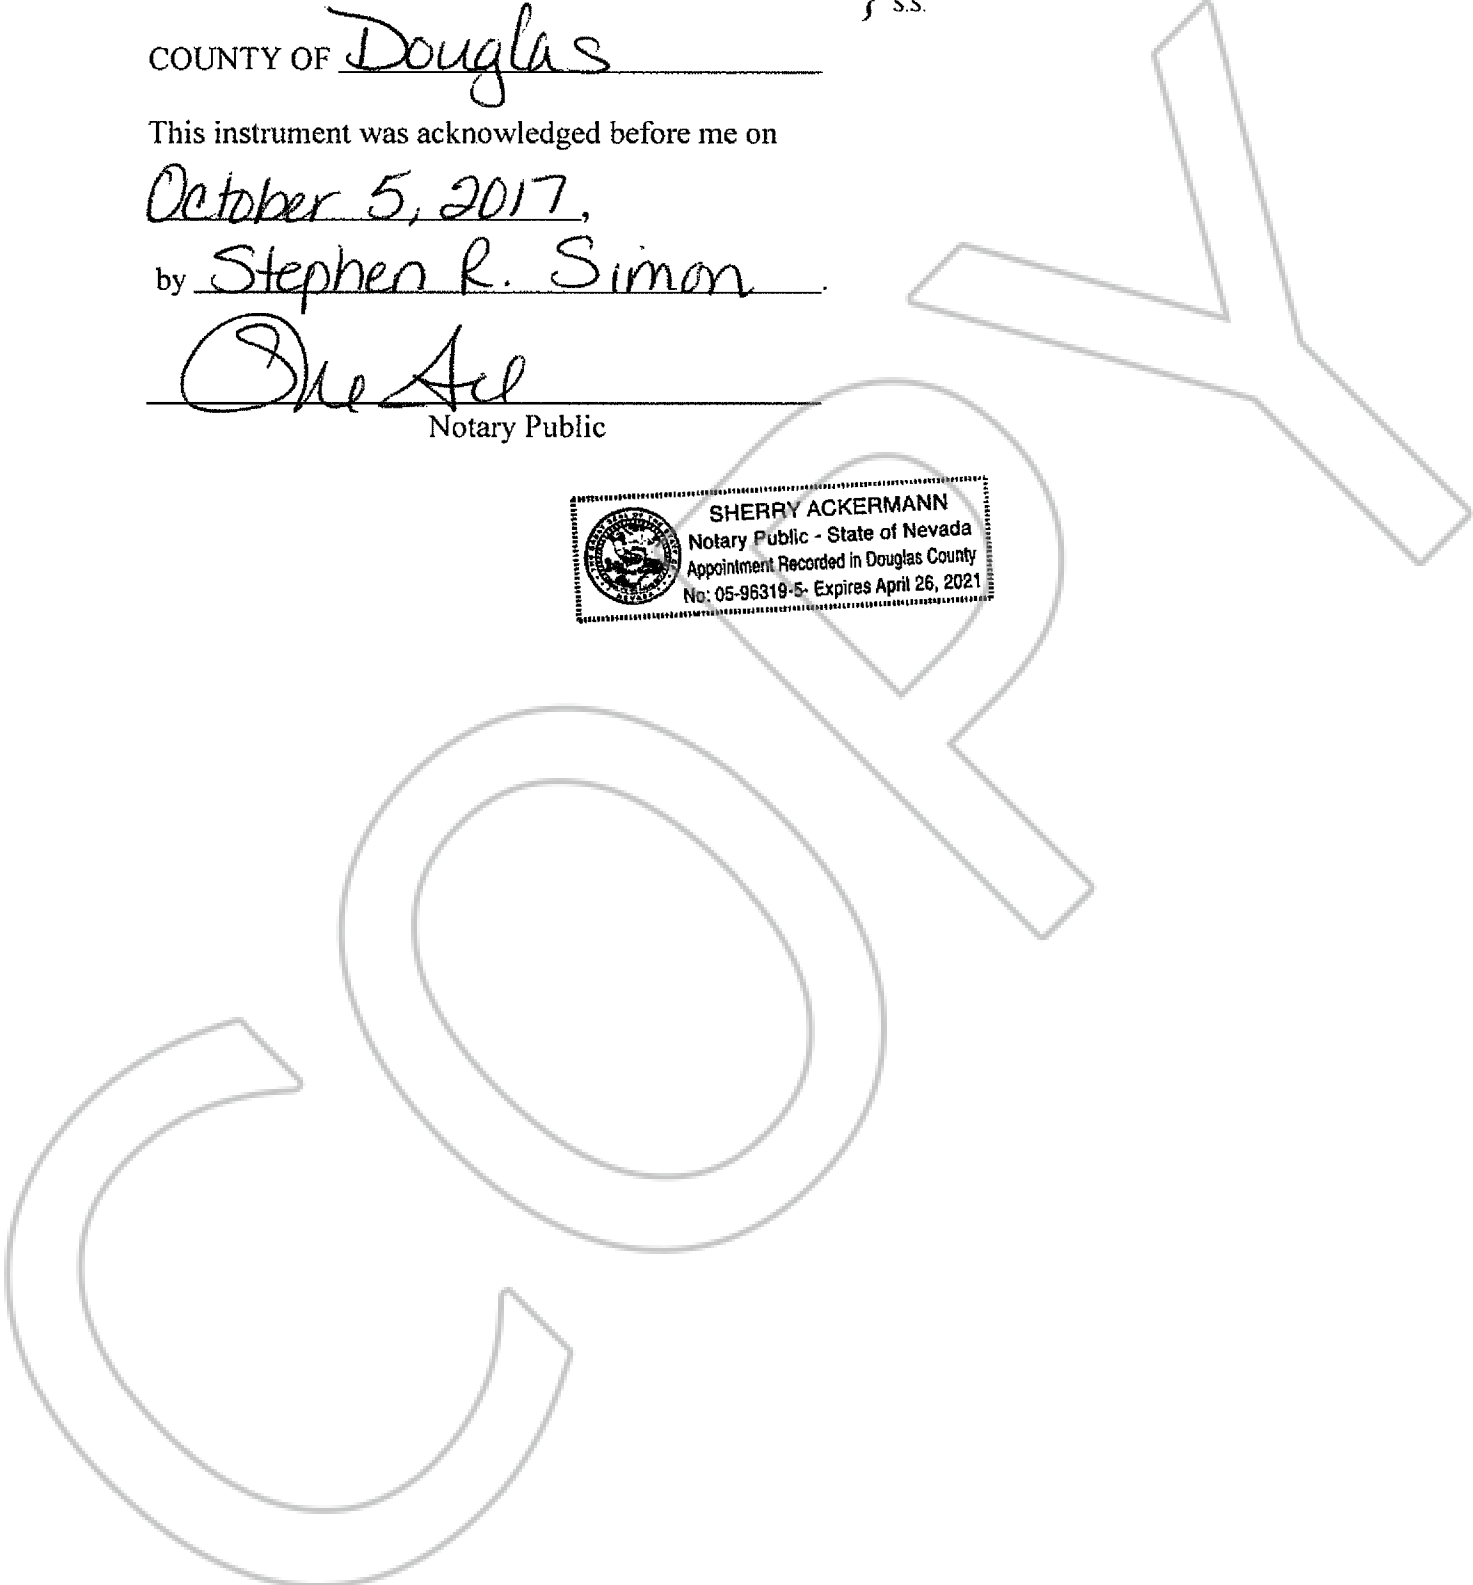 } s.s.
COUNTY OF Douglas
This instrument was acknowledged before me on
October 5, 2017,
by Stephen R. Simon.
Notary Public
SHERRY ACKERMANN
Notary Public - State of Nevada
Appointment Recorded in Douglas County
No: 05-96319-5- Expires April 26, 2021
COPY